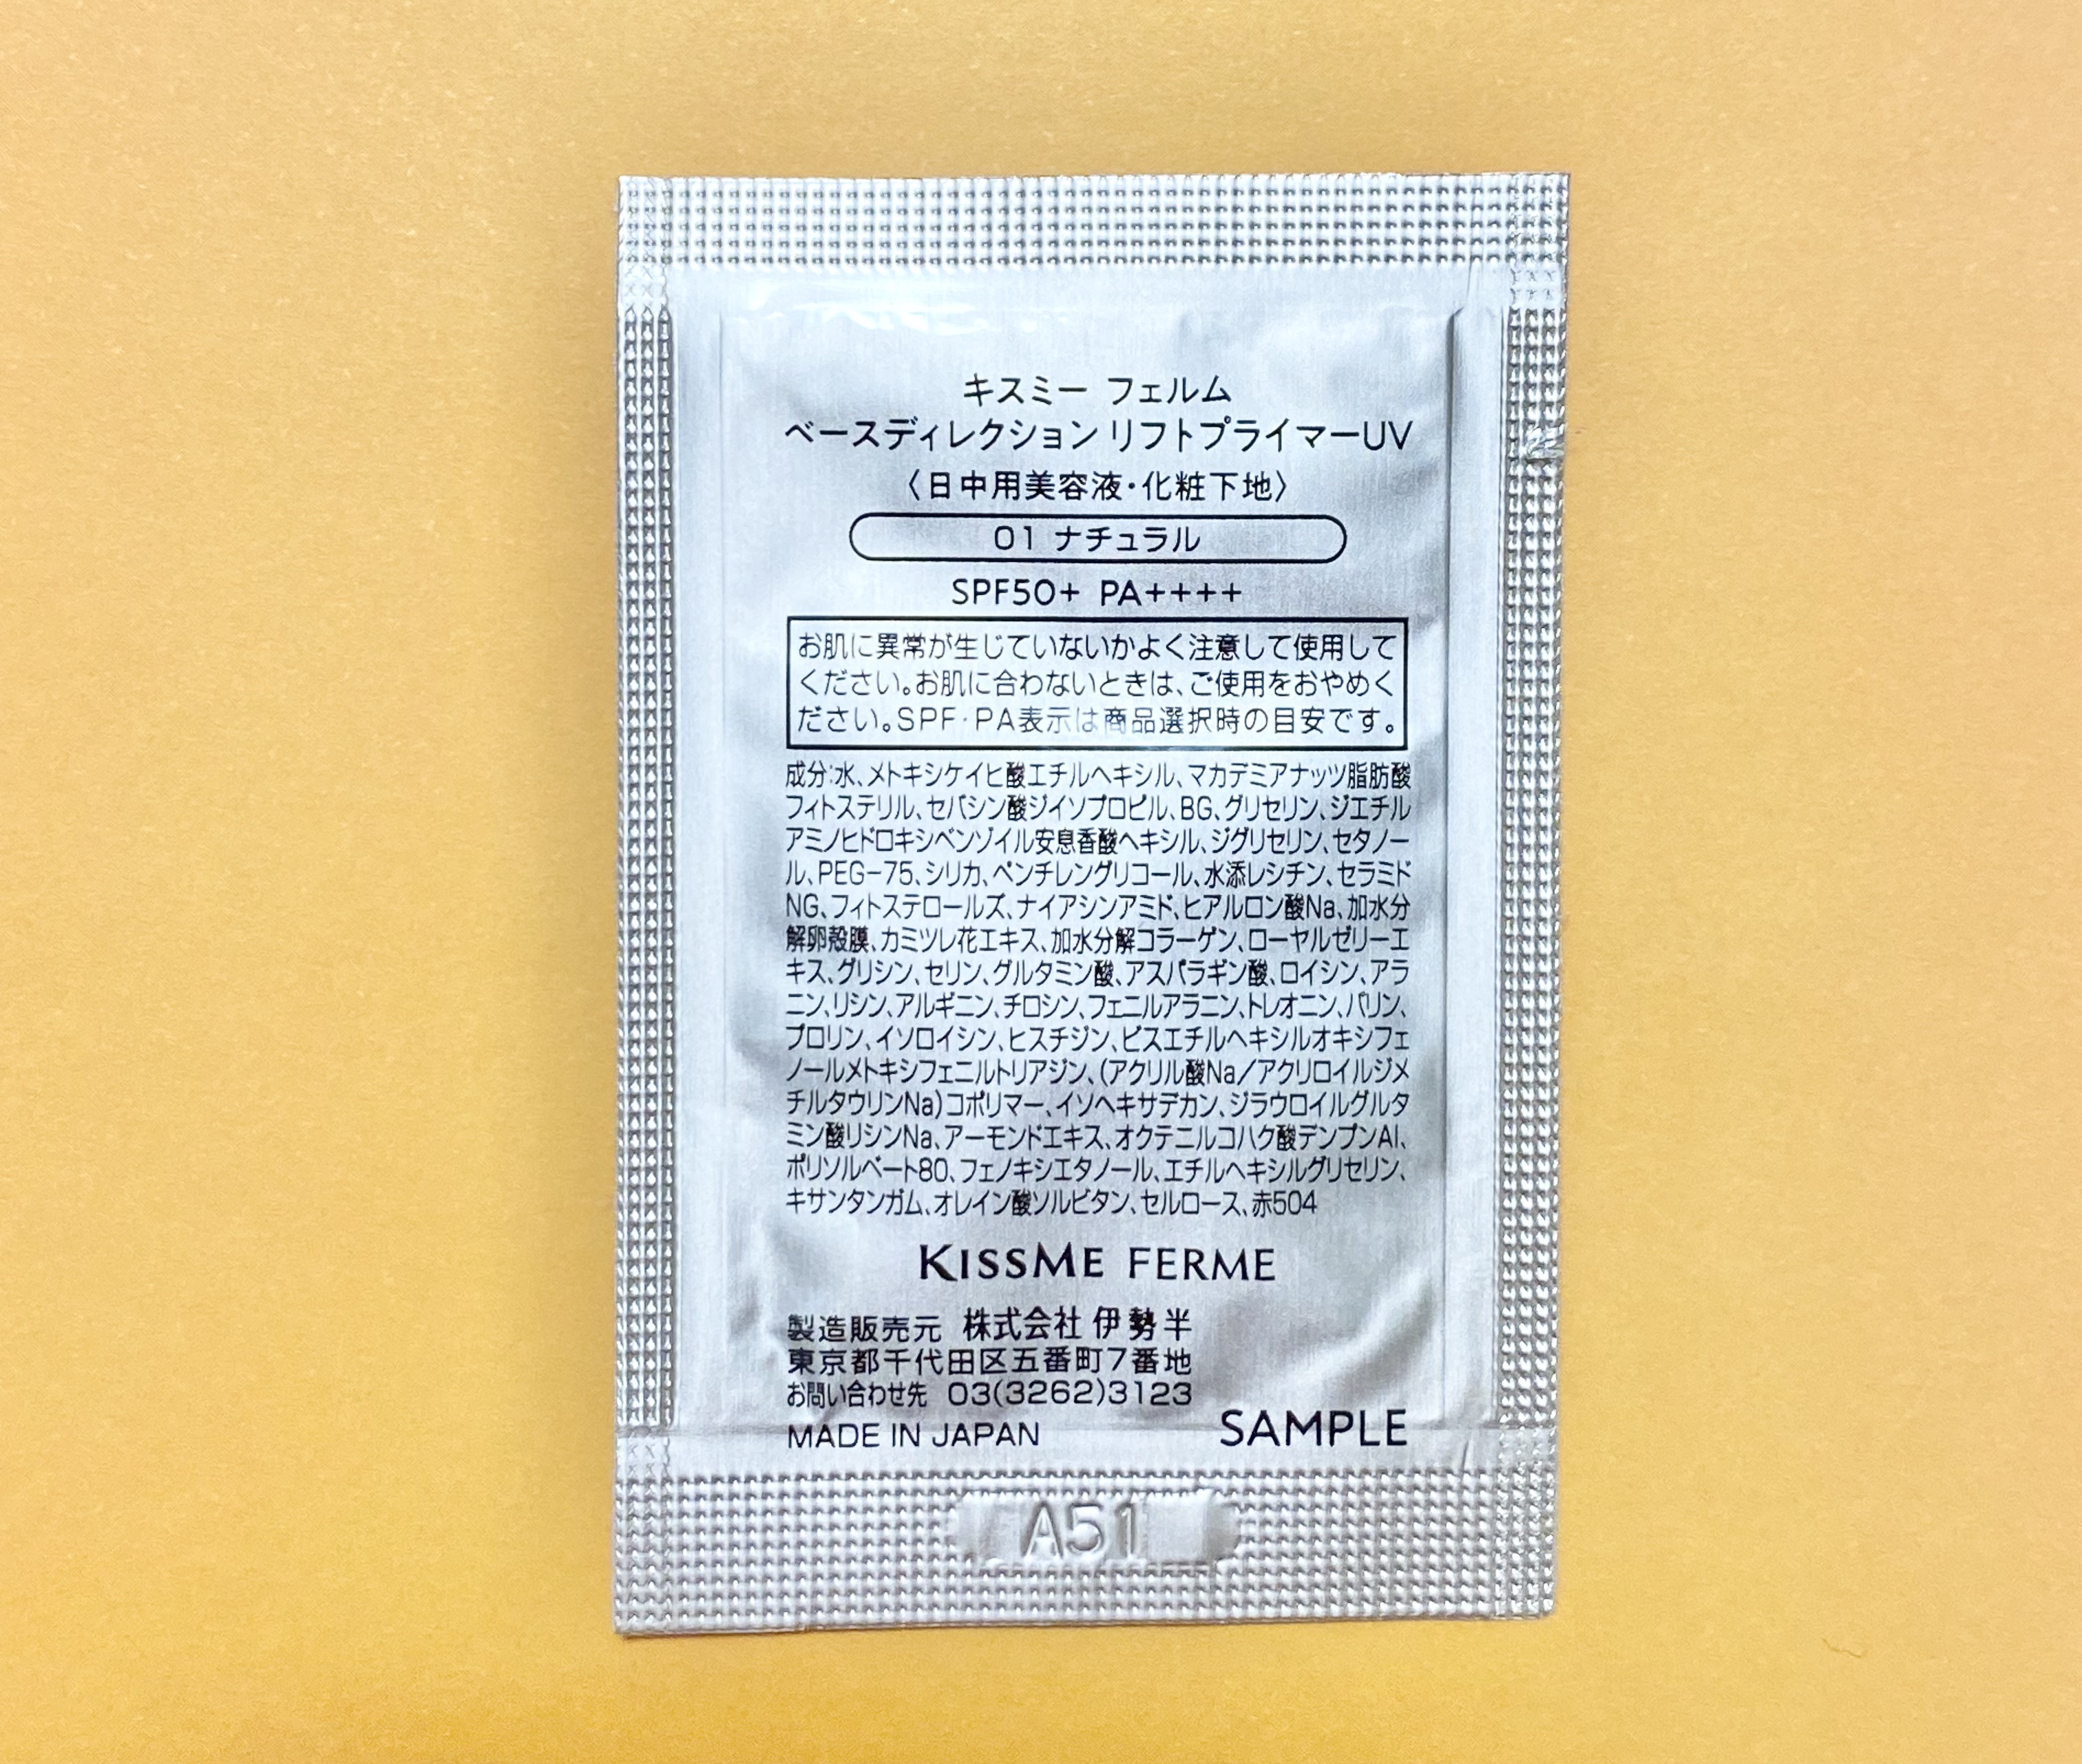 キスミー フェルム
ベースディレクション リフトプライマーUV
〈日中用美容液・化粧下地〉
01 ナチュラル
SPF50+ PA++++
お肌に異常が生じていないかよく注意して使用して
ください。お肌に合わないときは、ご使用をおやめく
ださい。SPF・PA表示は商品選択時の目安です。
成分:水、メトキシケイヒ酸エチルヘキシル、マカデミアナッツ脂肪酸
フィトステリル、セバシン酸ジイソプロピル、BG、グリセリン、ジエチル
アミノヒドロキシベンゾイル安息香酸ヘキシル、ジグリセリン、セタノー
ル、PEG-75、シリカ、ペンチレングリコール、水添レシチン、セラミド
NG、フィトステロールズ、ナイアシンアミド、ヒアルロン酸Na、加水分
解卵殻膜、カミツレ花エキス、加水分解コラーゲン、ローヤルゼリーエ
キス、グリシン、セリン、グルタミン酸、アスパラギン酸、ロイシン、アラ
ニン、リシン、アルギニン、チロシン、フェニルアラニン、トレオニン、バリン、
プロリン、イソロイシン、ヒスチジン、ビスエチルヘキシルオキシフェ
ノールメトキシフェニルトリアジン、(アクリル酸Na/アクリロイルジメ
チルタウリンNa)コポリマー、イソヘキサデカン、ジラウロイルグルタ
ミン酸リシンNa、アーモンドエキス、オクテニルコハク酸デンプンAl、
ポリソルベート80、フェノキシエタノール、エチルヘキシルグリセリン、
キサンタンガム、オレイン酸ソルビタン、セルロース、赤504
KISSME FERME
製造販売元 株式会社 伊勢半
東京都千代田区五番町7番地
お問い合わせ先 03(3262)3123
MADE IN JAPAN SAMPLE
A51